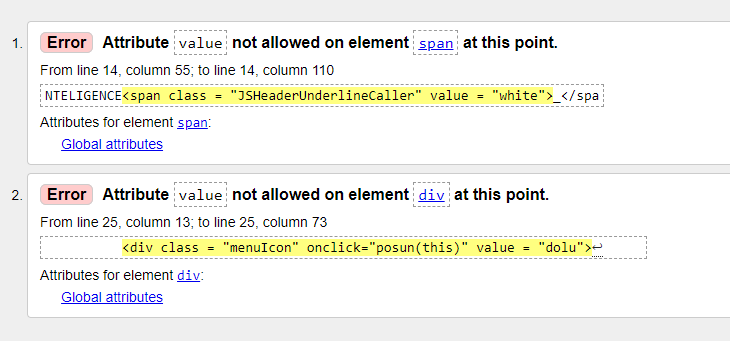 1. Error Attribute value not allowed on element span at this point.
From line 14, column 55; to line 14, column 110
NTELIGENCE<span class = "JSHeaderUnderlineCaller" value = "white">_</spa
Attributes for element span:
Global attributes
2. Error Attribute value not allowed on element div at this point.
From line 25, column 13; to line 25, column 73
<div class = "menuIcon" onclick="posun(this)" value = "dolu">↩
Attributes for element div:
Global attributes